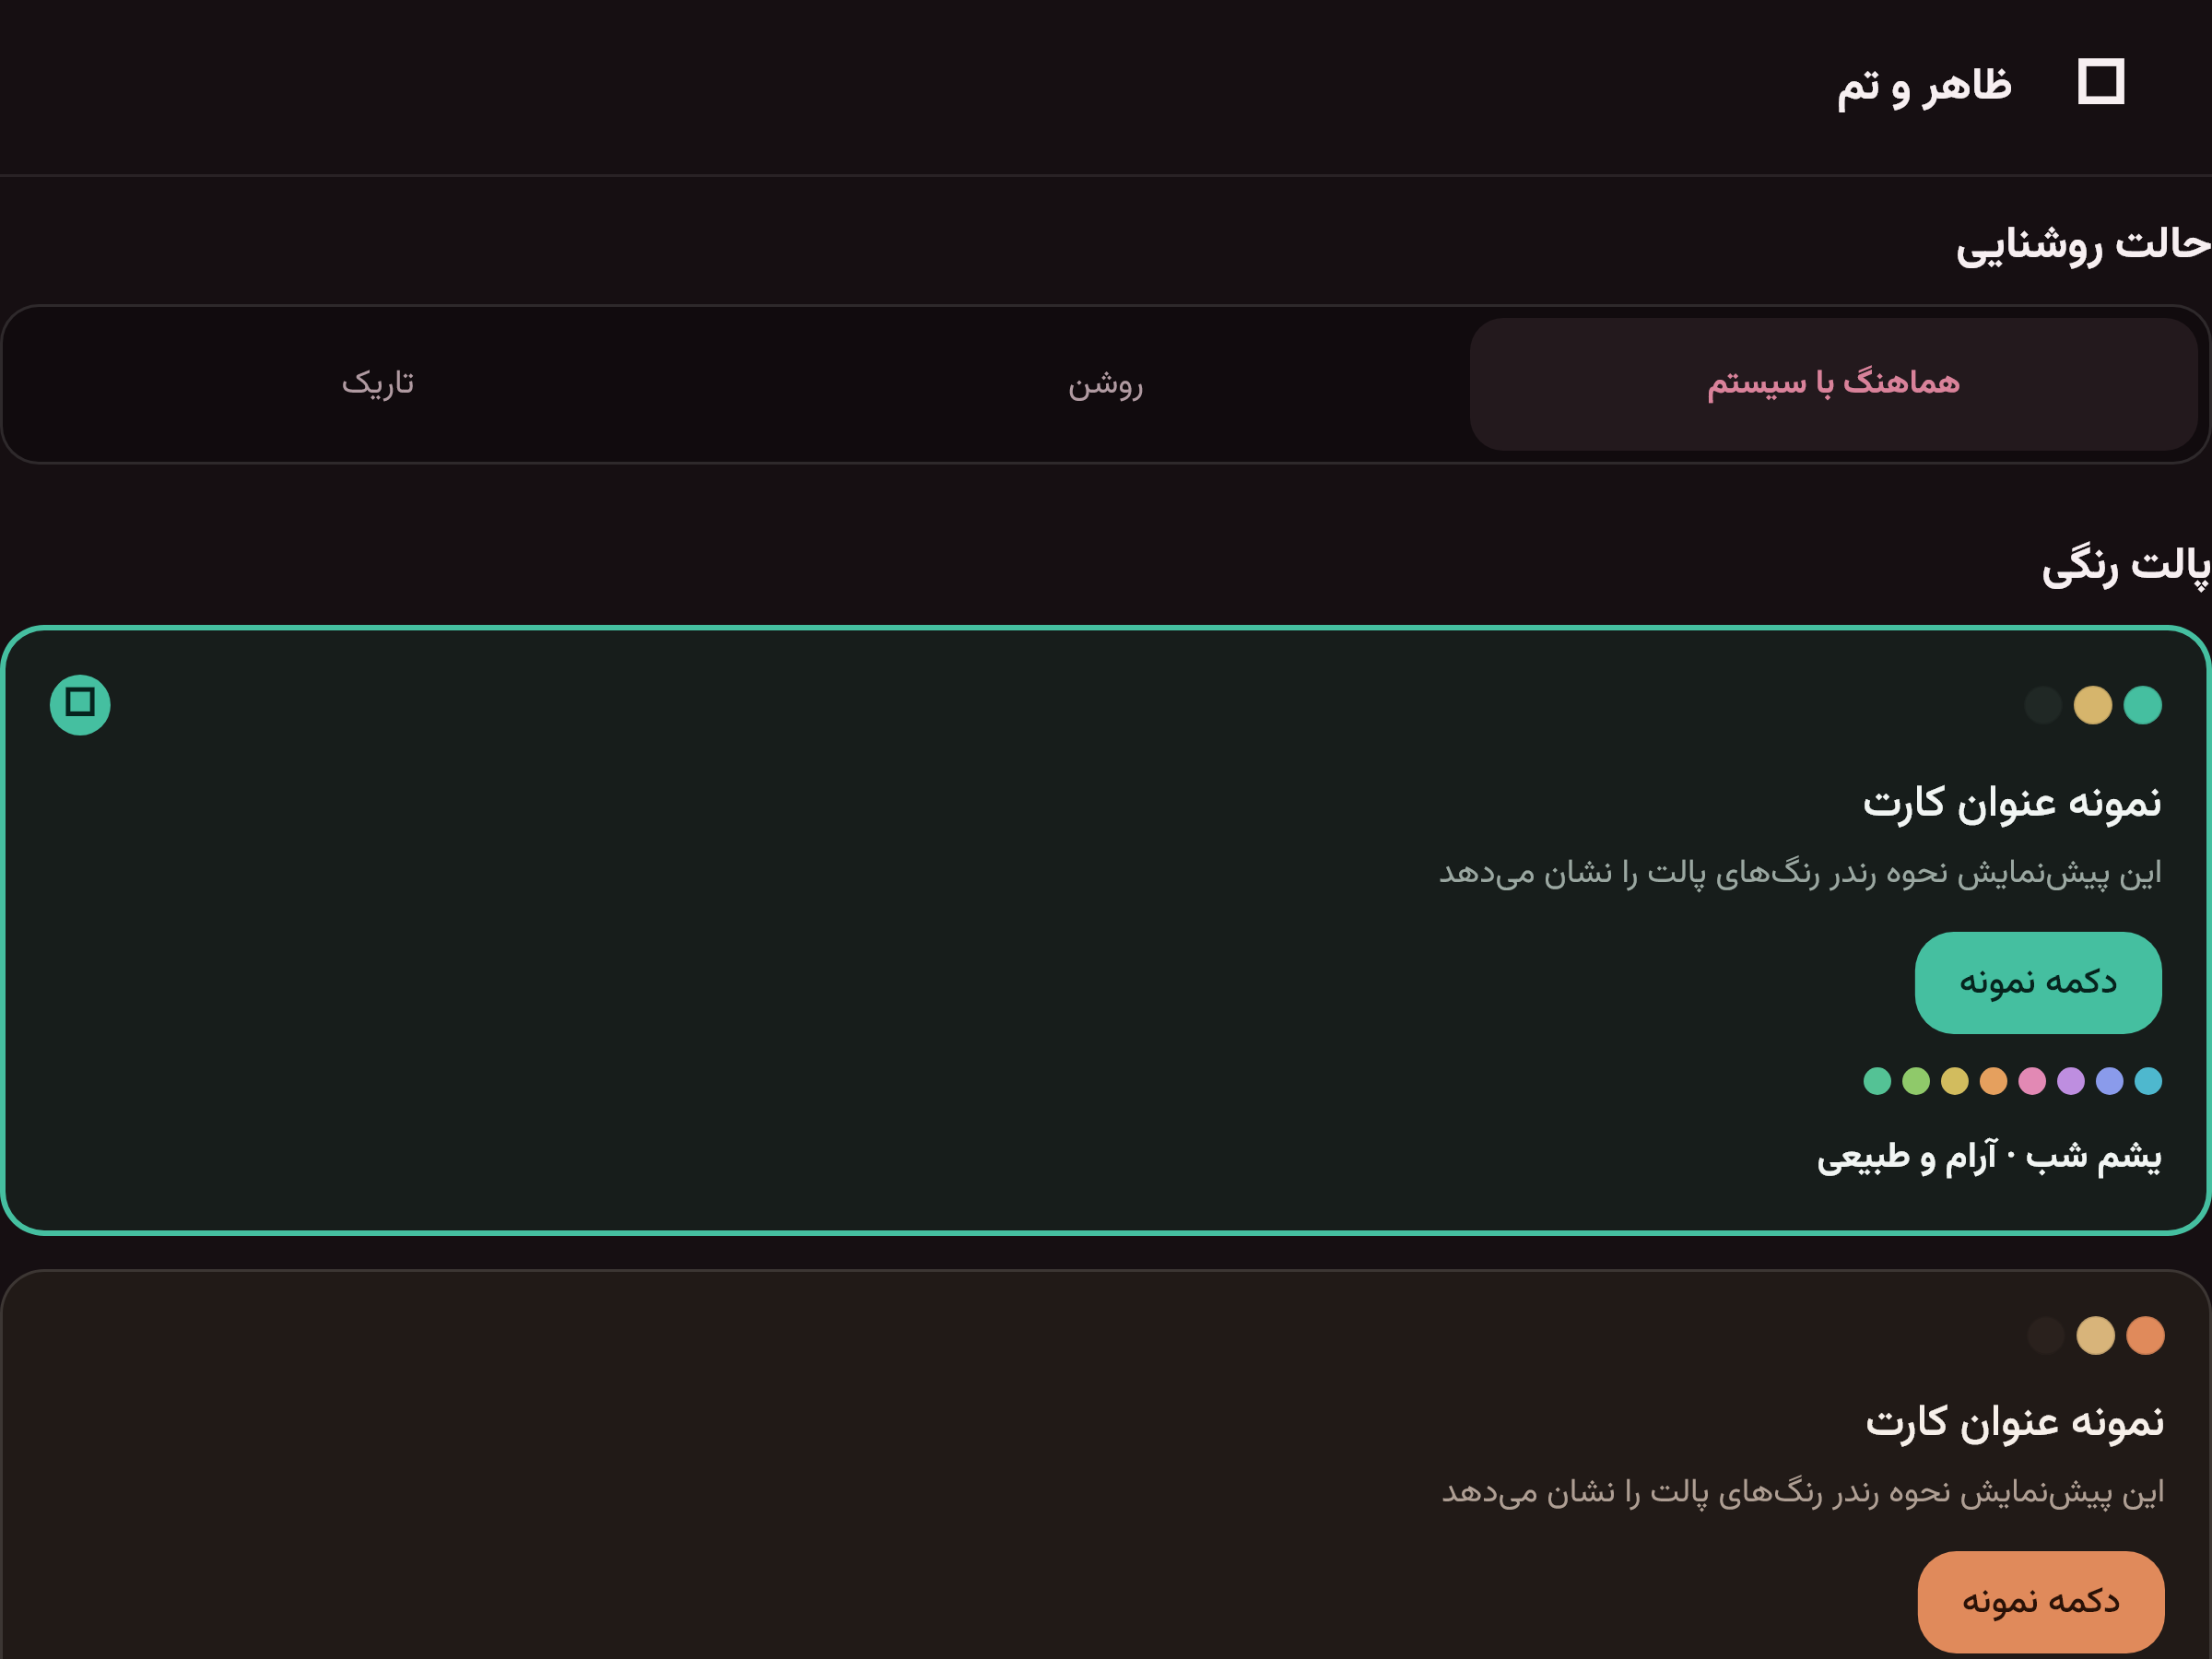 ظاهر و تم
حالت روشنایی
هماهنگ با سیستم روشن تاریک
پالت رنگی
نمونه عنوان کارت
این پیش‌نمایش نحوه رندر رنگ‌های پالت را نشان می‌دهد
دکمه نمونه
یشم شب · آرام و طبیعی
نمونه عنوان کارت
این پیش‌نمایش نحوه رندر رنگ‌های پالت را نشان می‌دهد
دکمه نمونه